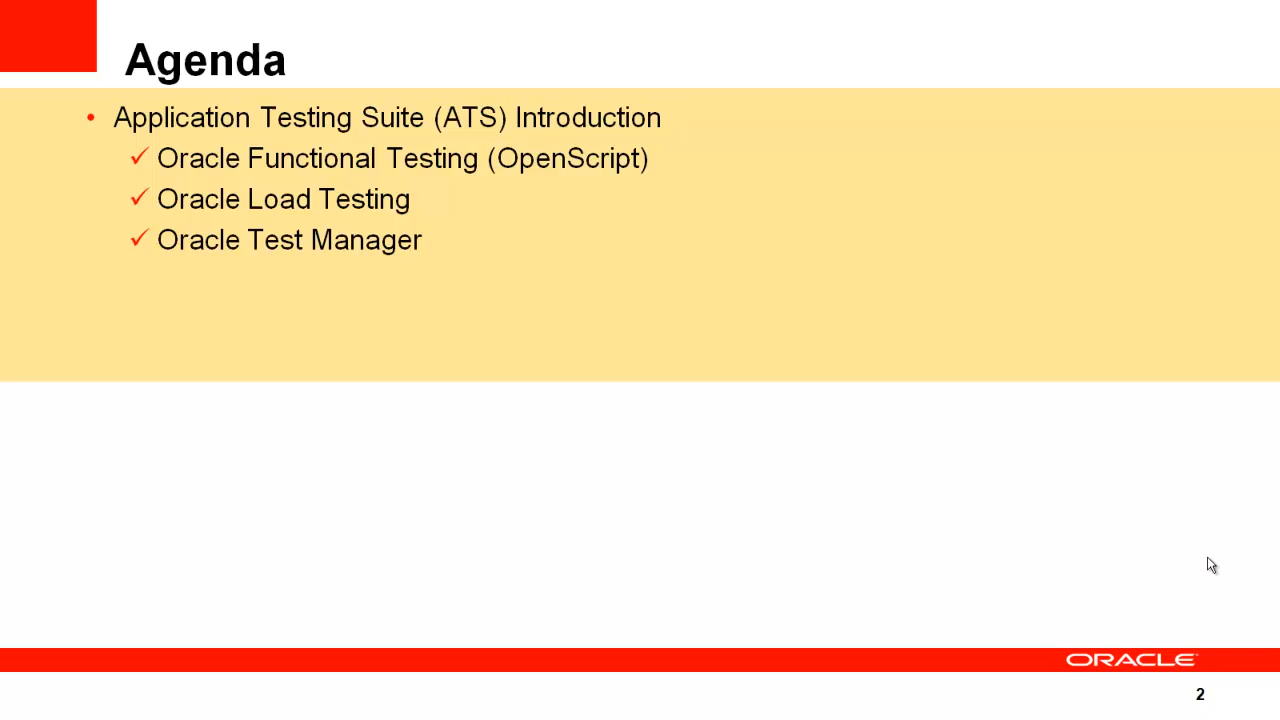 Agenda
• Application Testing Suite (ATS) Introduction
✓ Oracle Functional Testing (OpenScript)
✓ Oracle Load Testing
✓ Oracle Test Manager
ORACLE
2